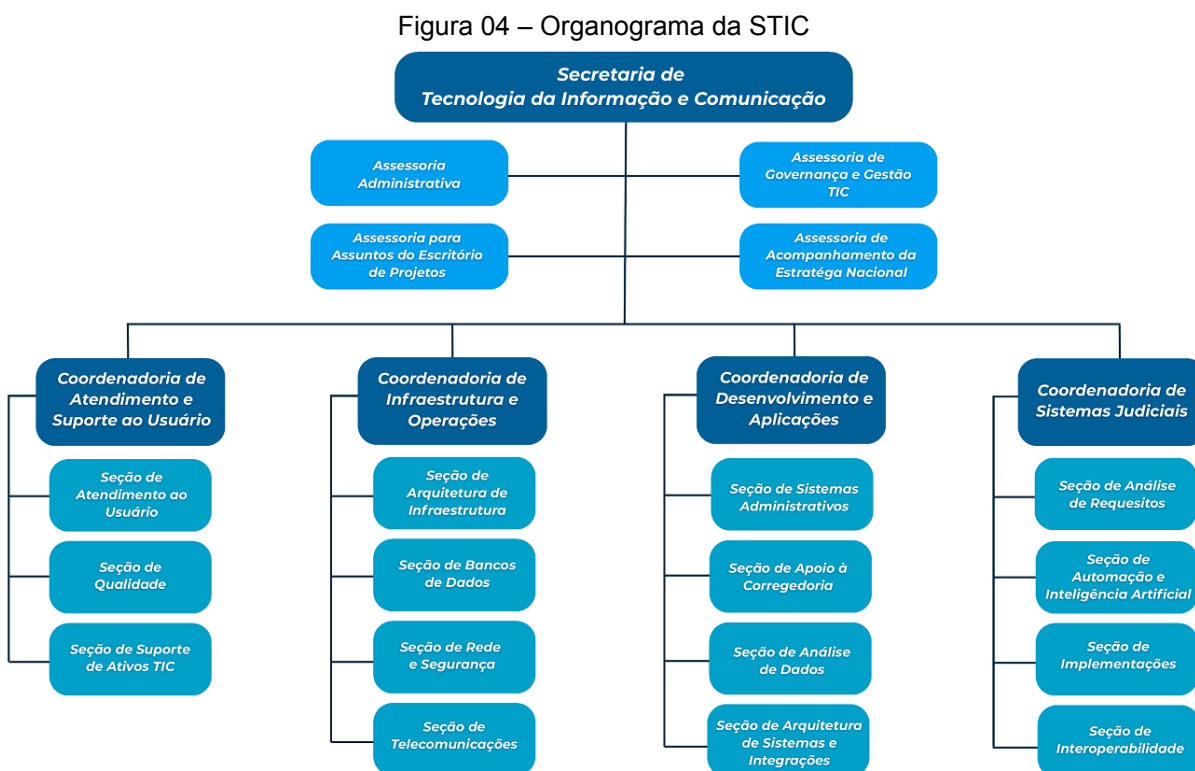 Figura 04 – Organograma da STIC
Secretaria de
Tecnologia da Informação e Comunicação
Assessoria
Administrativa
Assessoria de
Governança e Gestão
TIC
Assessoria para
Assuntos do Escritório
de Projetos
Assessoria de
Acompanhamento da
Estratéga Nacional
Coordenadoria de
Atendimento e
Suporte ao Usuário
Seção de
Atendimento ao
Usuário
Seção de
Qualidade
Seção de Suporte
de Ativos TIC
Coordenadoria de
Infraestrutura e
Operações
Seção de
Arquitetura de
Infraestrutura
Seção de Bancos
de Dados
Seção de Rede
e Segurança
Seção de
Telecomunicações
Coordenadoria de
Desenvolvimento e
Aplicações
Seção de Sistemas
Administrativos
Seção de Apoio à
Corregedoria
Seção de Análise
de Dados
Seção de Arquitetura
de Sistemas e
Integrações
Coordenadoria de
Sistemas Judiciais
Seção de Análise
de Requesitos
Seção de
Automação e
Inteligência Artificial
Seção de
Implementações
Seção de
Interoperabilidade